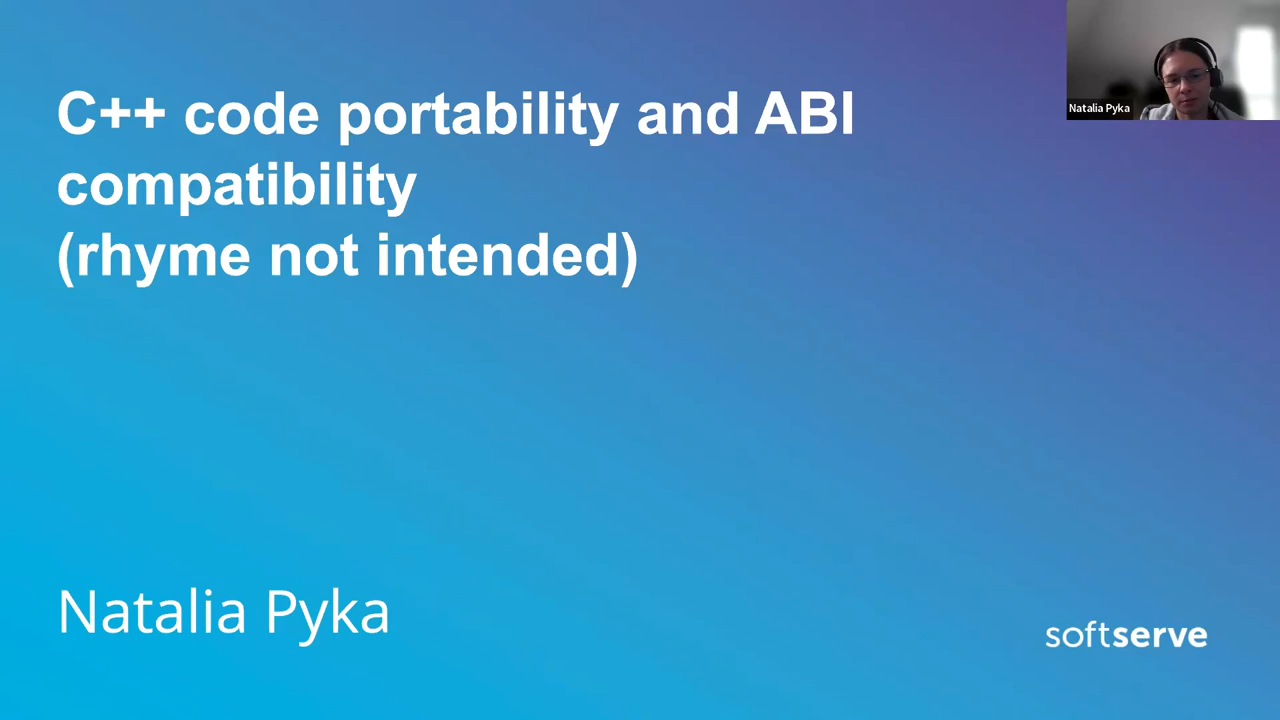 C++ code portability and ABI
compatibility
(rhyme not intended)
Natalia Pyka
Natalia Pyka
softserve